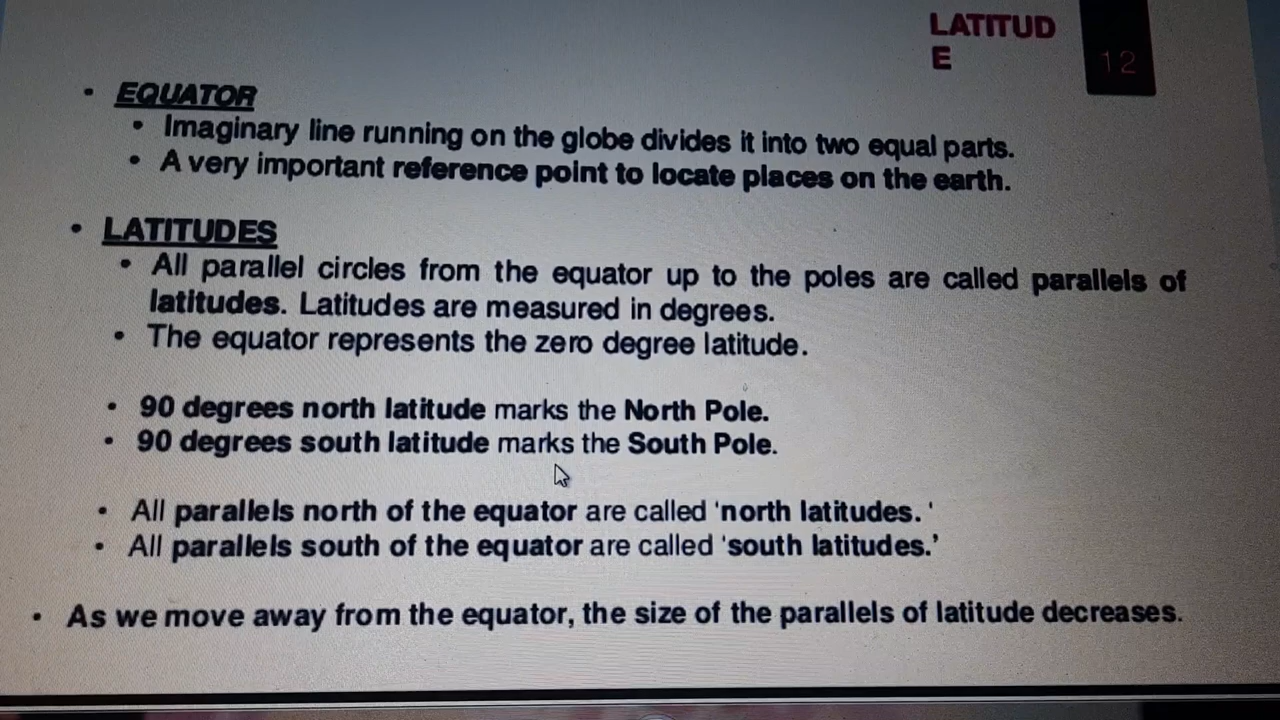 LATITUD
E
12
• EQUATOR
• Imaginary line running on the globe divides it into two equal parts.
• A very important reference point to locate places on the earth.
• LATITUDES
• All parallel circles from the equator up to the poles are called parallels of
latitudes. Latitudes are measured in degrees.
• The equator represents the zero degree latitude.
• 90 degrees north latitude marks the North Pole.
• 90 degrees south latitude marks the South Pole.
• All parallels north of the equator are called 'north latitudes. '
• All parallels south of the equator are called 'south latitudes.’
• As we move away from the equator, the size of the parallels of latitude decreases.